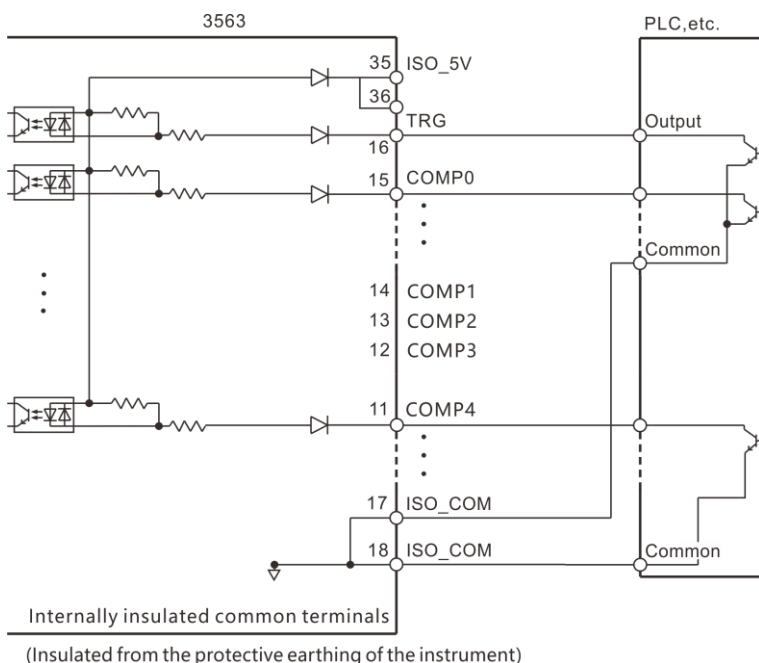 3563
PLC,etc.
35 ISO_5V
36
TRG
Output
16
15 COMP0
Common
14 COMP1
13 COMP2
12 COMP3
11 COMP4
17 ISO_COM
18 ISO_COM
Common
Internally insulated common terminals
(Insulated from the protective earthing of the instrument)